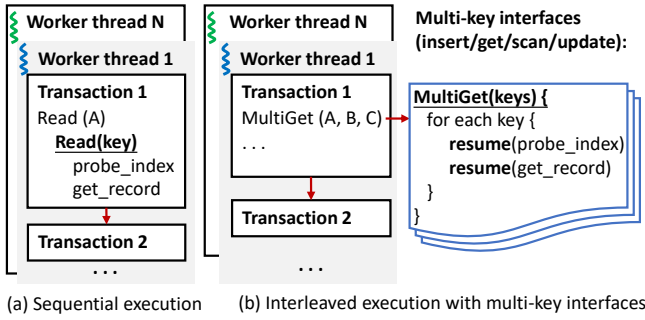 Worker thread N
Worker thread 1
Transaction 1
Read (A)
Read(key)
probe_index
get_record
Transaction 2
...
(a) Sequential execution
Worker thread N
Worker thread 1
Transaction 1
MultiGet (A, B, C)
. . .
Transaction 2
...
Multi-key interfaces
(insert/get/scan/update):
MultiGet(keys) {
for each key {
resume(probe_index)
resume(get_record)
}
}
(b) Interleaved execution with multi-key interfaces